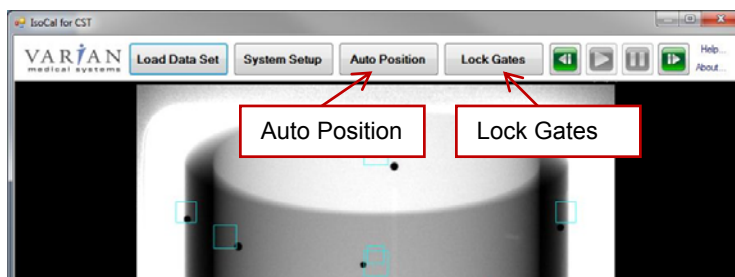 IsoCal for CST
VARIAN
medical systems
Load Data Set
System Setup
Auto Position
Lock Gates
Help...
About...
Auto Position
Lock Gates